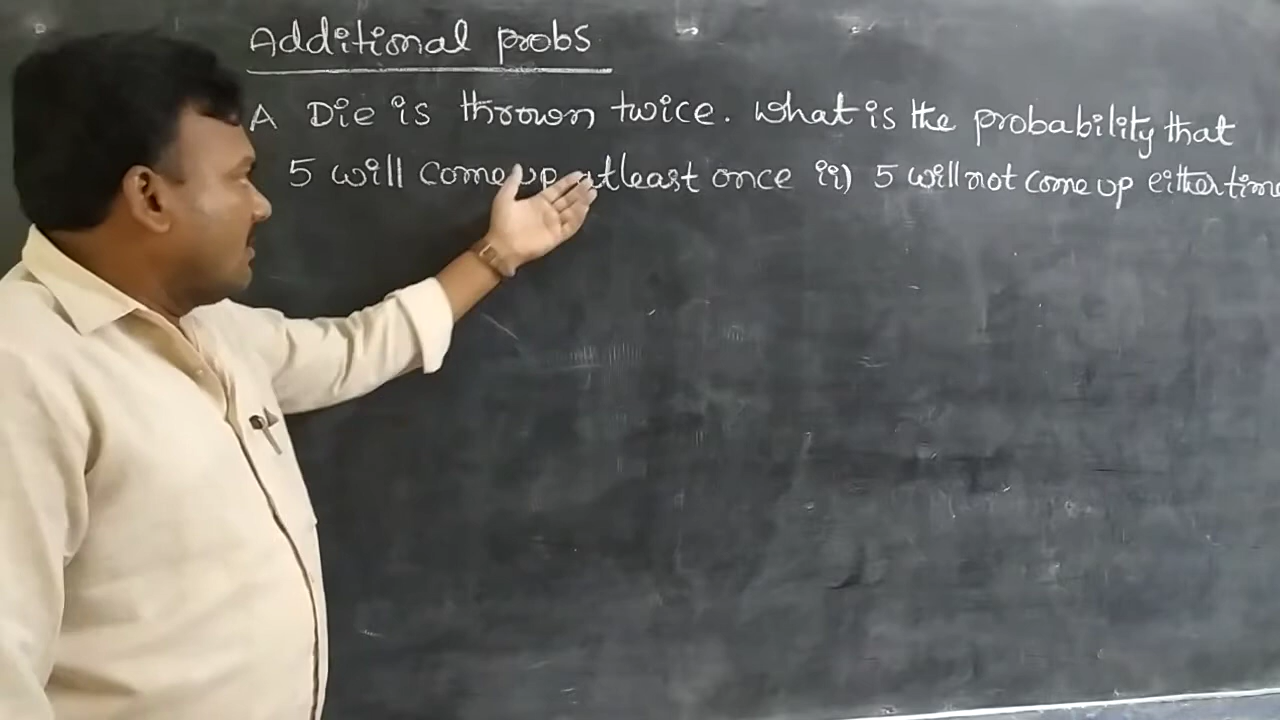 Additional probs
A Die is thrown twice. What is the probability that
5 will come up atleast once ii) 5 will not come up either time